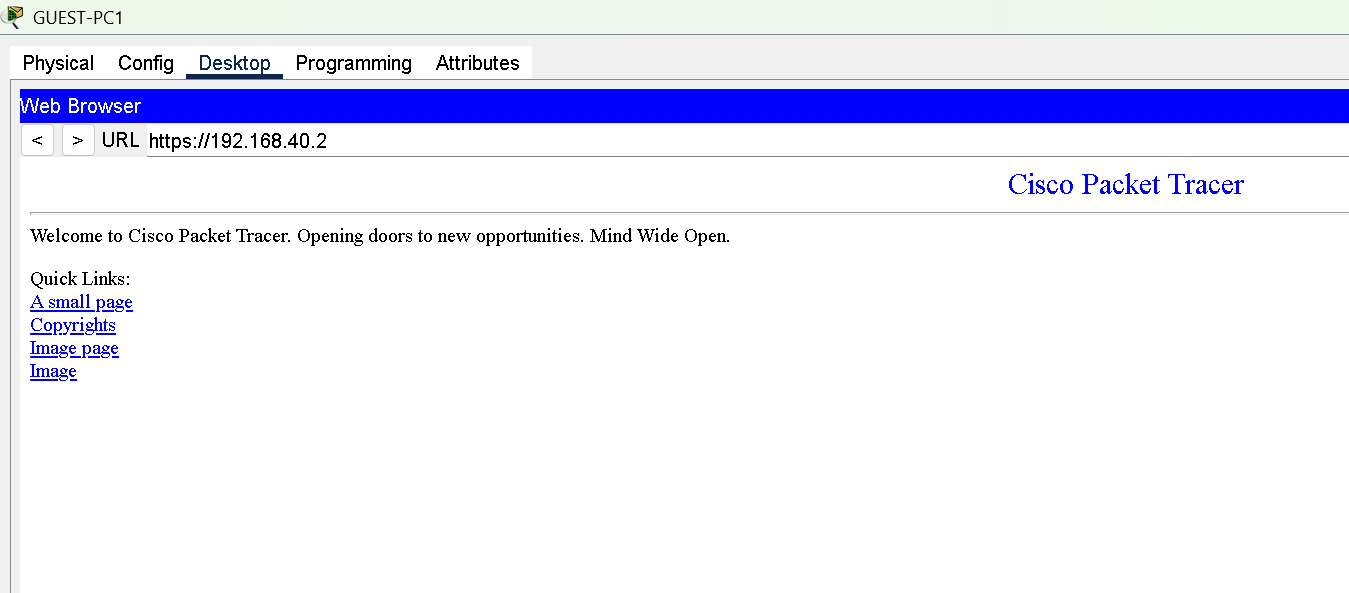 GUEST-PC1
Physical Config Desktop Programming Attributes
Web Browser
< > URL https://192.168.40.2
Cisco Packet Tracer
Welcome to Cisco Packet Tracer. Opening doors to new opportunities. Mind Wide Open.
Quick Links:
A small page
Copyrights
Image page
Image